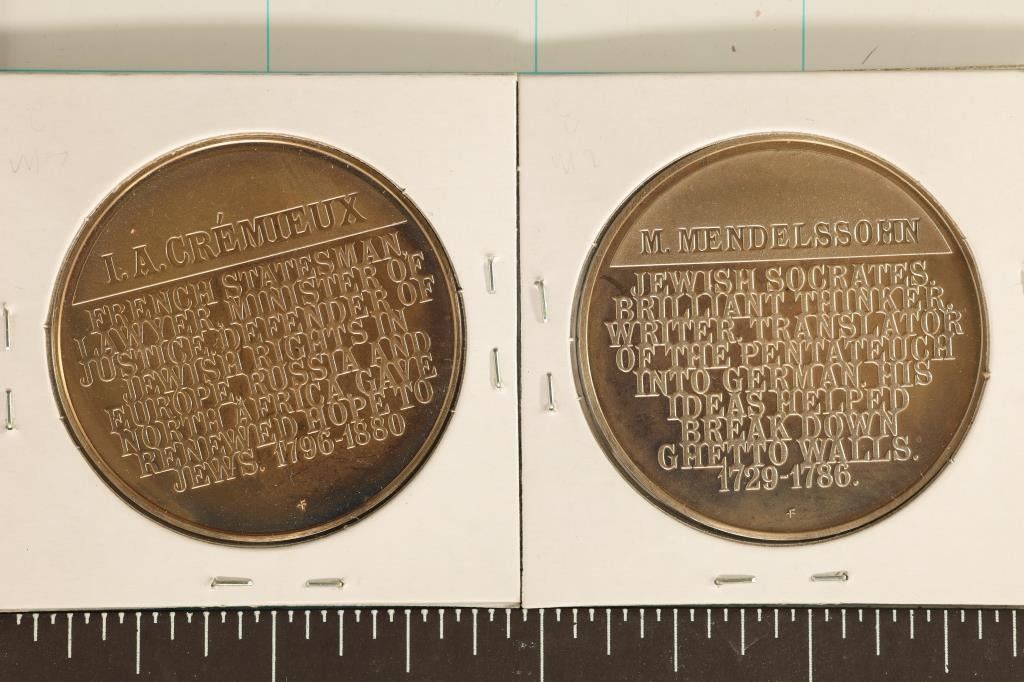 I. A. CRÉMIEUX
FRENCH STATESMAN,
LAWYER, MINISTER OF
JUSTICE, DEFENDER OF
JEWISH RIGHTS IN
EUROPE, RUSSIA AND
NORTH AFRICA GAVE
RENEWED HOPE TO
JEWS. 1796-1880
M. MENDELSSOHN
JEWISH SOCRATES.
BRILLIANT THINKER,
WRITER, TRANSLATOR
OF THE PENTATEUCH
INTO GERMAN, HIS
IDEAS HELPED
BREAK DOWN
GHETTO WALLS.
1729-1786.